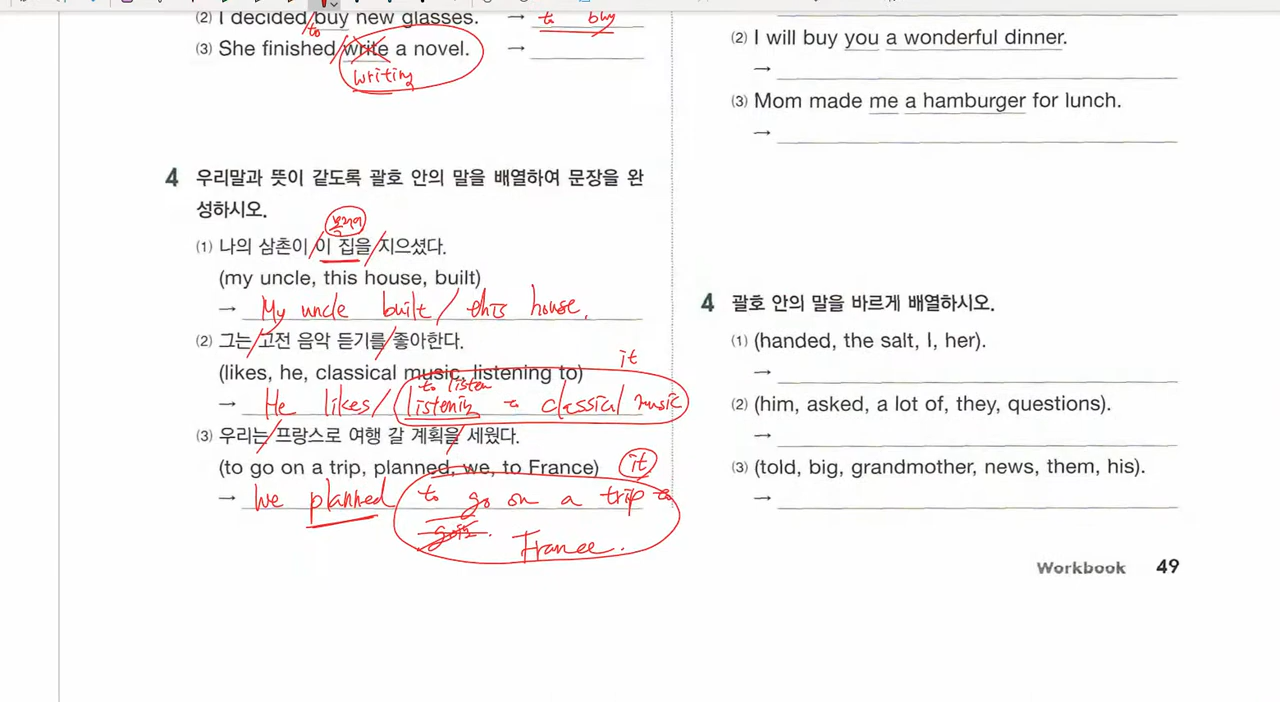 (2) I decided buy new glasses. → to buy
to
(3) She finished write a novel. →
writing
4 우리말과 뜻이 같도록 괄호 안의 말을 배열하여 문장을 완
성하시오.
목적어
(1) 나의 삼촌이 이 집을 지으셨다.
(my uncle, this house, built)
→ My uncle built this house.
(2) 그는 고전 음악 듣기를 좋아한다.
it
(likes, he, classical music, listening to)
to listen
→ He likes listening to classical music
(3) 우리는 프랑스로 여행 갈 계획을 세웠다.
(to go on a trip, planned, we, to France) it
→ We planned to go on a trip to
going. France.
(2) I will buy you a wonderful dinner.
→
(3) Mom made me a hamburger for lunch.
→
4 괄호 안의 말을 바르게 배열하시오.
(1) (handed, the salt, I, her).
→
(2) (him, asked, a lot of, they, questions).
→
(3) (told, big, grandmother, news, them, his).
→
Workbook 49